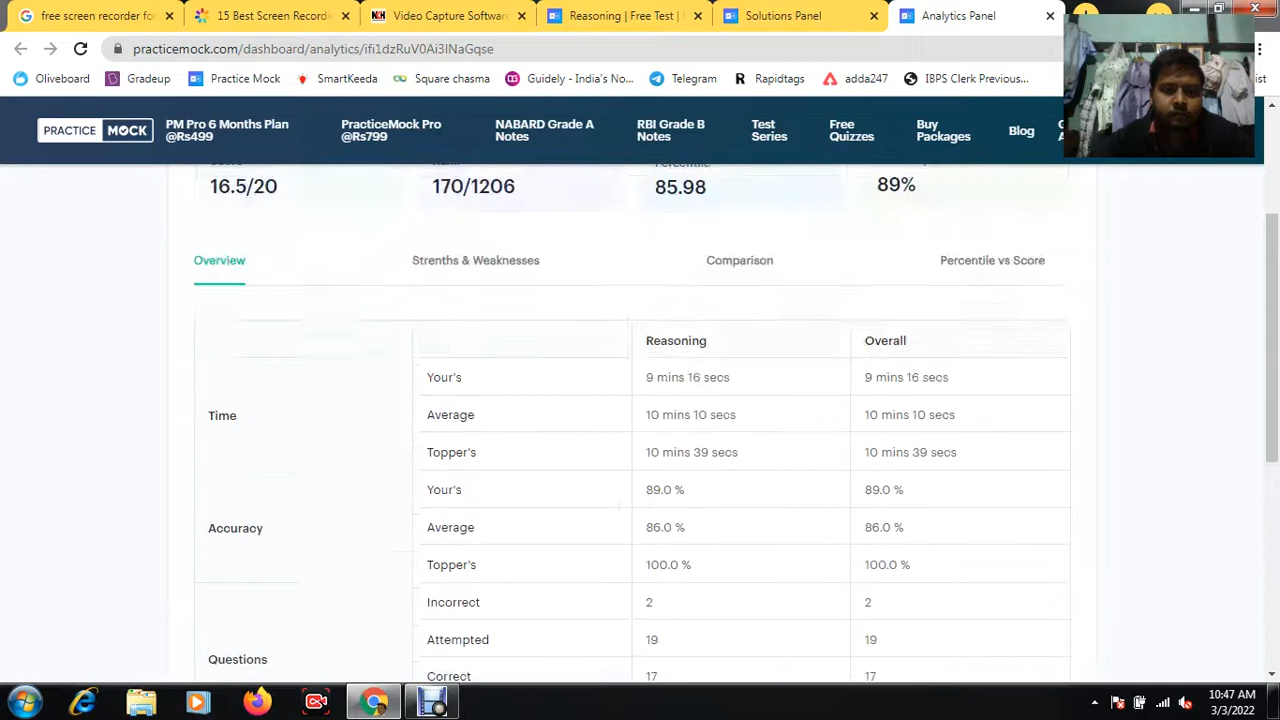 free screen recorder fo
15 Best Screen Recordi
Video Capture Softwar
Reasoning | Free Test |
Solutions Panel
Analytics Panel
practicemock.com/dashboard/analytics/ifi1dzRuV0Ai3lNaGqse
Oliveboard
Gradeup
Practice Mock
SmartKeeda
Square chasma
Guidely - India's No...
Telegram
Rapidtags
adda247
IBPS Clerk Previous...
ist
PRACTICE MOCK
PM Pro 6 Months Plan @Rs499
PracticeMock Pro @Rs799
NABARD Grade A Notes
RBI Grade B Notes
Test Series
Free Quizzes
Buy Packages
Blog
Percentile
16.5/20
170/1206
85.98
89%
Overview
Strenths & Weaknesses
Comparison
Percentile vs Score
Reasoning
Overall
Time
Your's
9 mins 16 secs
9 mins 16 secs
Average
10 mins 10 secs
10 mins 10 secs
Topper's
10 mins 39 secs
10 mins 39 secs
Accuracy
Your's
89.0 %
89.0 %
Average
86.0 %
86.0 %
Topper's
100.0 %
100.0 %
Questions
Incorrect
2
2
Attempted
19
19
Correct
17
17
10:47 AM
3/3/2022